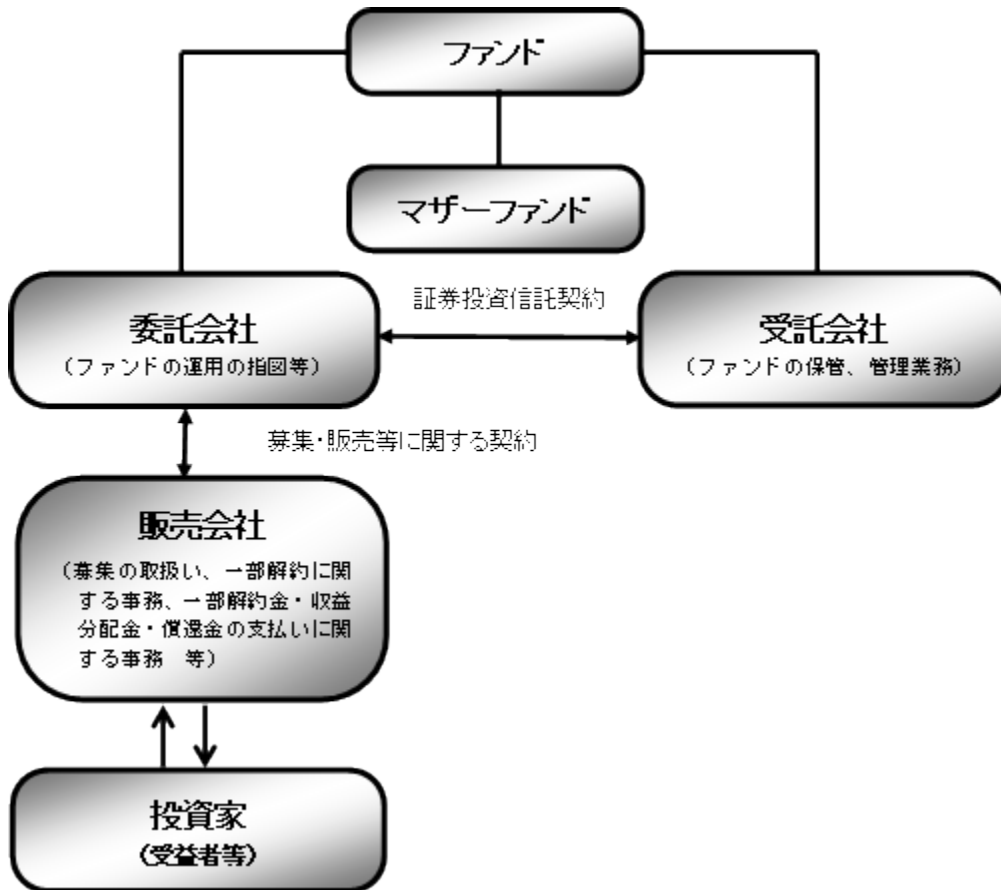 ファンド
マザーファンド
証券投資信託契約
委託会社
（ファンドの運用の指図等）
受託会社
（ファンドの保管、管理業務）
募集・販売等に関する契約
販売会社
（募集の取扱い、一部解約に関
する事務、一部解約金・収益
分配金・償還金の支払いに関
する事務　等）
投資家
（受益者等）